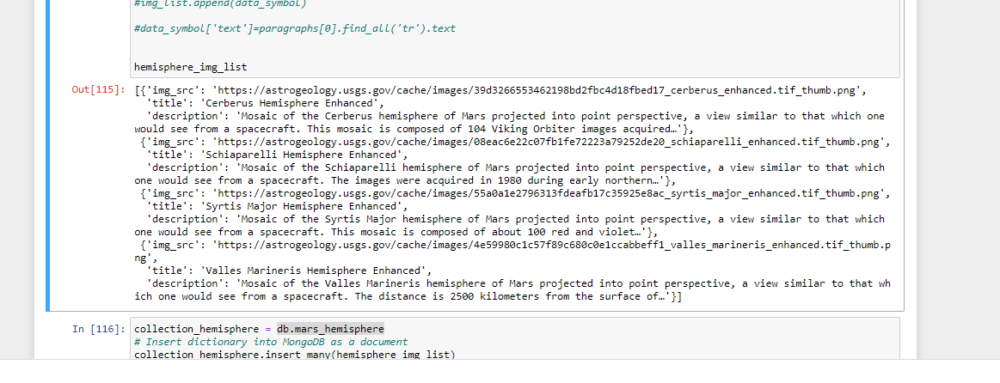 #img_list.append(data_symbol)
#data_symbol['text']=paragraphs[0].find_all('tr').text
hemisphere_img_list
Out[115]: [{'img_src': 'https://astrogeology.usgs.gov/cache/images/39d3266553462198bd2fbc4d18fbed17_cerberus_enhanced.tif_thumb.png',
'title': 'Cerberus Hemisphere Enhanced',
'description': 'Mosaic of the Cerberus hemisphere of Mars projected into point perspective, a view similar to that which one
would see from a spacecraft. This mosaic is composed of 104 Viking Orbiter images acquired…'},
{'img_src': 'https://astrogeology.usgs.gov/cache/images/08eac6e22c07fb1fe72223a79252de20_schiaparelli_enhanced.tif_thumb.png',
'title': 'Schiaparelli Hemisphere Enhanced',
'description': 'Mosaic of the Schiaparelli hemisphere of Mars projected into point perspective, a view similar to that which
one would see from a spacecraft. The images were acquired in 1980 during early northern…'},
{'img_src': 'https://astrogeology.usgs.gov/cache/images/55a0a1e2796313fdeafb17c35925e8ac_syrtis_major_enhanced.tif_thumb.png',
'title': 'Syrtis Major Hemisphere Enhanced',
'description': 'Mosaic of the Syrtis Major hemisphere of Mars projected into point perspective, a view similar to that which
one would see from a spacecraft. This mosaic is composed of about 100 red and violet…'},
{'img_src': 'https://astrogeology.usgs.gov/cache/images/4e59980c1c57f89c680c0e1ccabbeff1_valles_marineris_enhanced.tif_thumb.p
ng',
'title': 'Valles Marineris Hemisphere Enhanced',
'description': 'Mosaic of the Valles Marineris hemisphere of Mars projected into point perspective, a view similar to that wh
ich one would see from a spacecraft. The distance is 2500 kilometers from the surface of…'}]
In [116]: collection_hemisphere = db.mars_hemisphere
# Insert dictionary into MongoDB as a document
collection_hemisphere.insert_many(hemisphere_img_list)